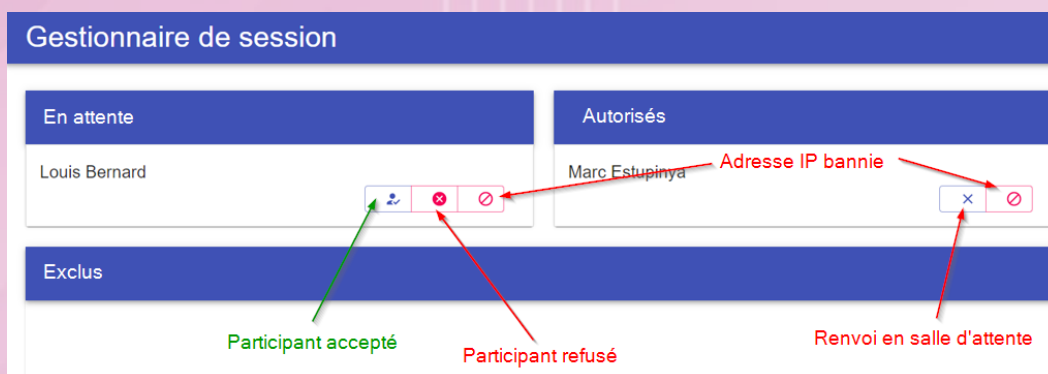 Gestionnaire de session
En attente
Autorisés
Louis Bernard
Marc Estupinya
Adresse IP bannie
Exclus
Participant accepté
Participant refusé
Renvoi en salle d'attente